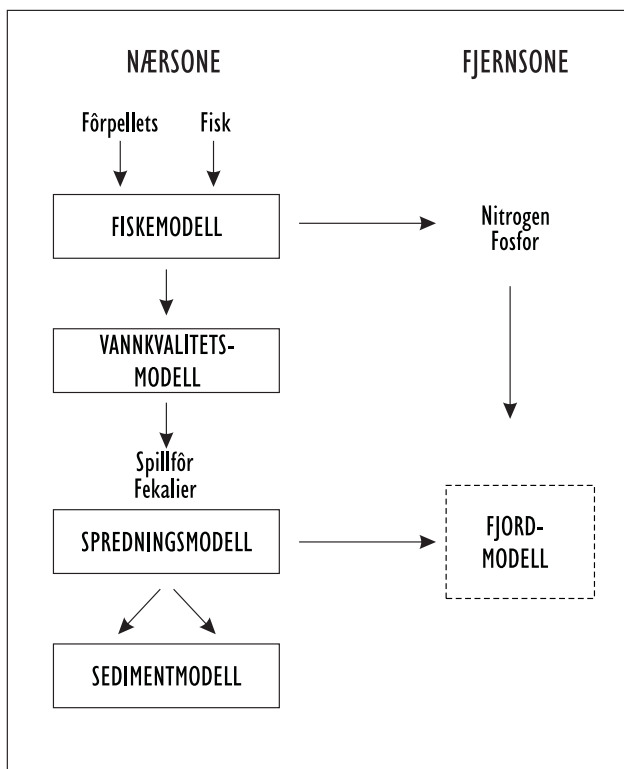 NÆRSONE
FJERNSONE
Fôrpellets
Fisk
FISKEMODELL
Nitrogen
Fosfor
VANNKVALITETS-
MODELL
Spillfôr
Fekalier
SPREDNINGSMODELL
FJORD-
MODELL
SEDIMENTMODELL